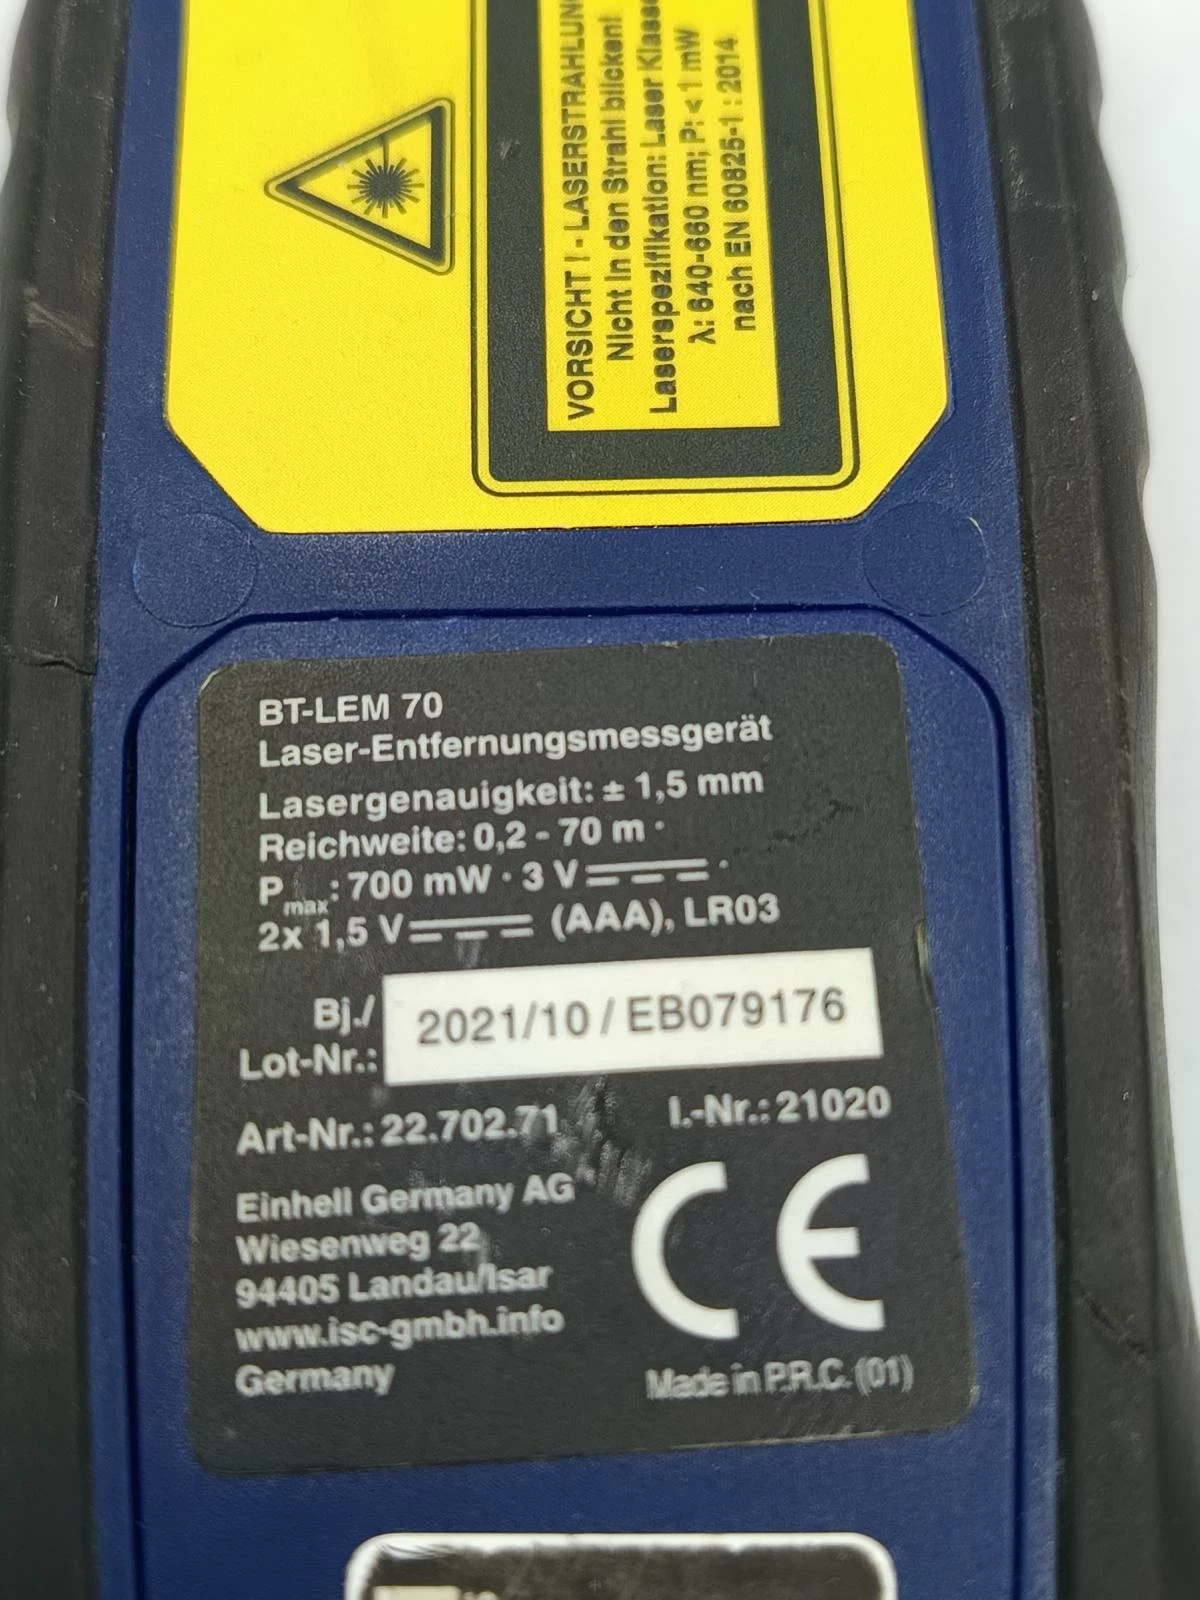 VORSICHT ! - LASERSTRAHLUNG
Nicht in den Strahl blicken!
Laserspezifikation: Laser Klasse
λ: 640-660 nm; P: < 1 mW
nach EN 60825-1 : 2014
BT-LEM 70
Laser-Entfernungsmessgerät
Lasergenauigkeit: ± 1,5 mm
Reichweite: 0,2 - 70 m ·
Pmax: 700 mW · 3 V ⎓ ·
2x 1,5 V ⎓ (AAA), LR03
Bj./
Lot-Nr.: 2021/10 / EB079176
Art-Nr.: 22.702.71 I.-Nr.: 21020
Einhell Germany AG
Wiesenweg 22
94405 Landau/Isar
www.isc-gmbh.info
Germany
CE
Made in P.R.C. (01)